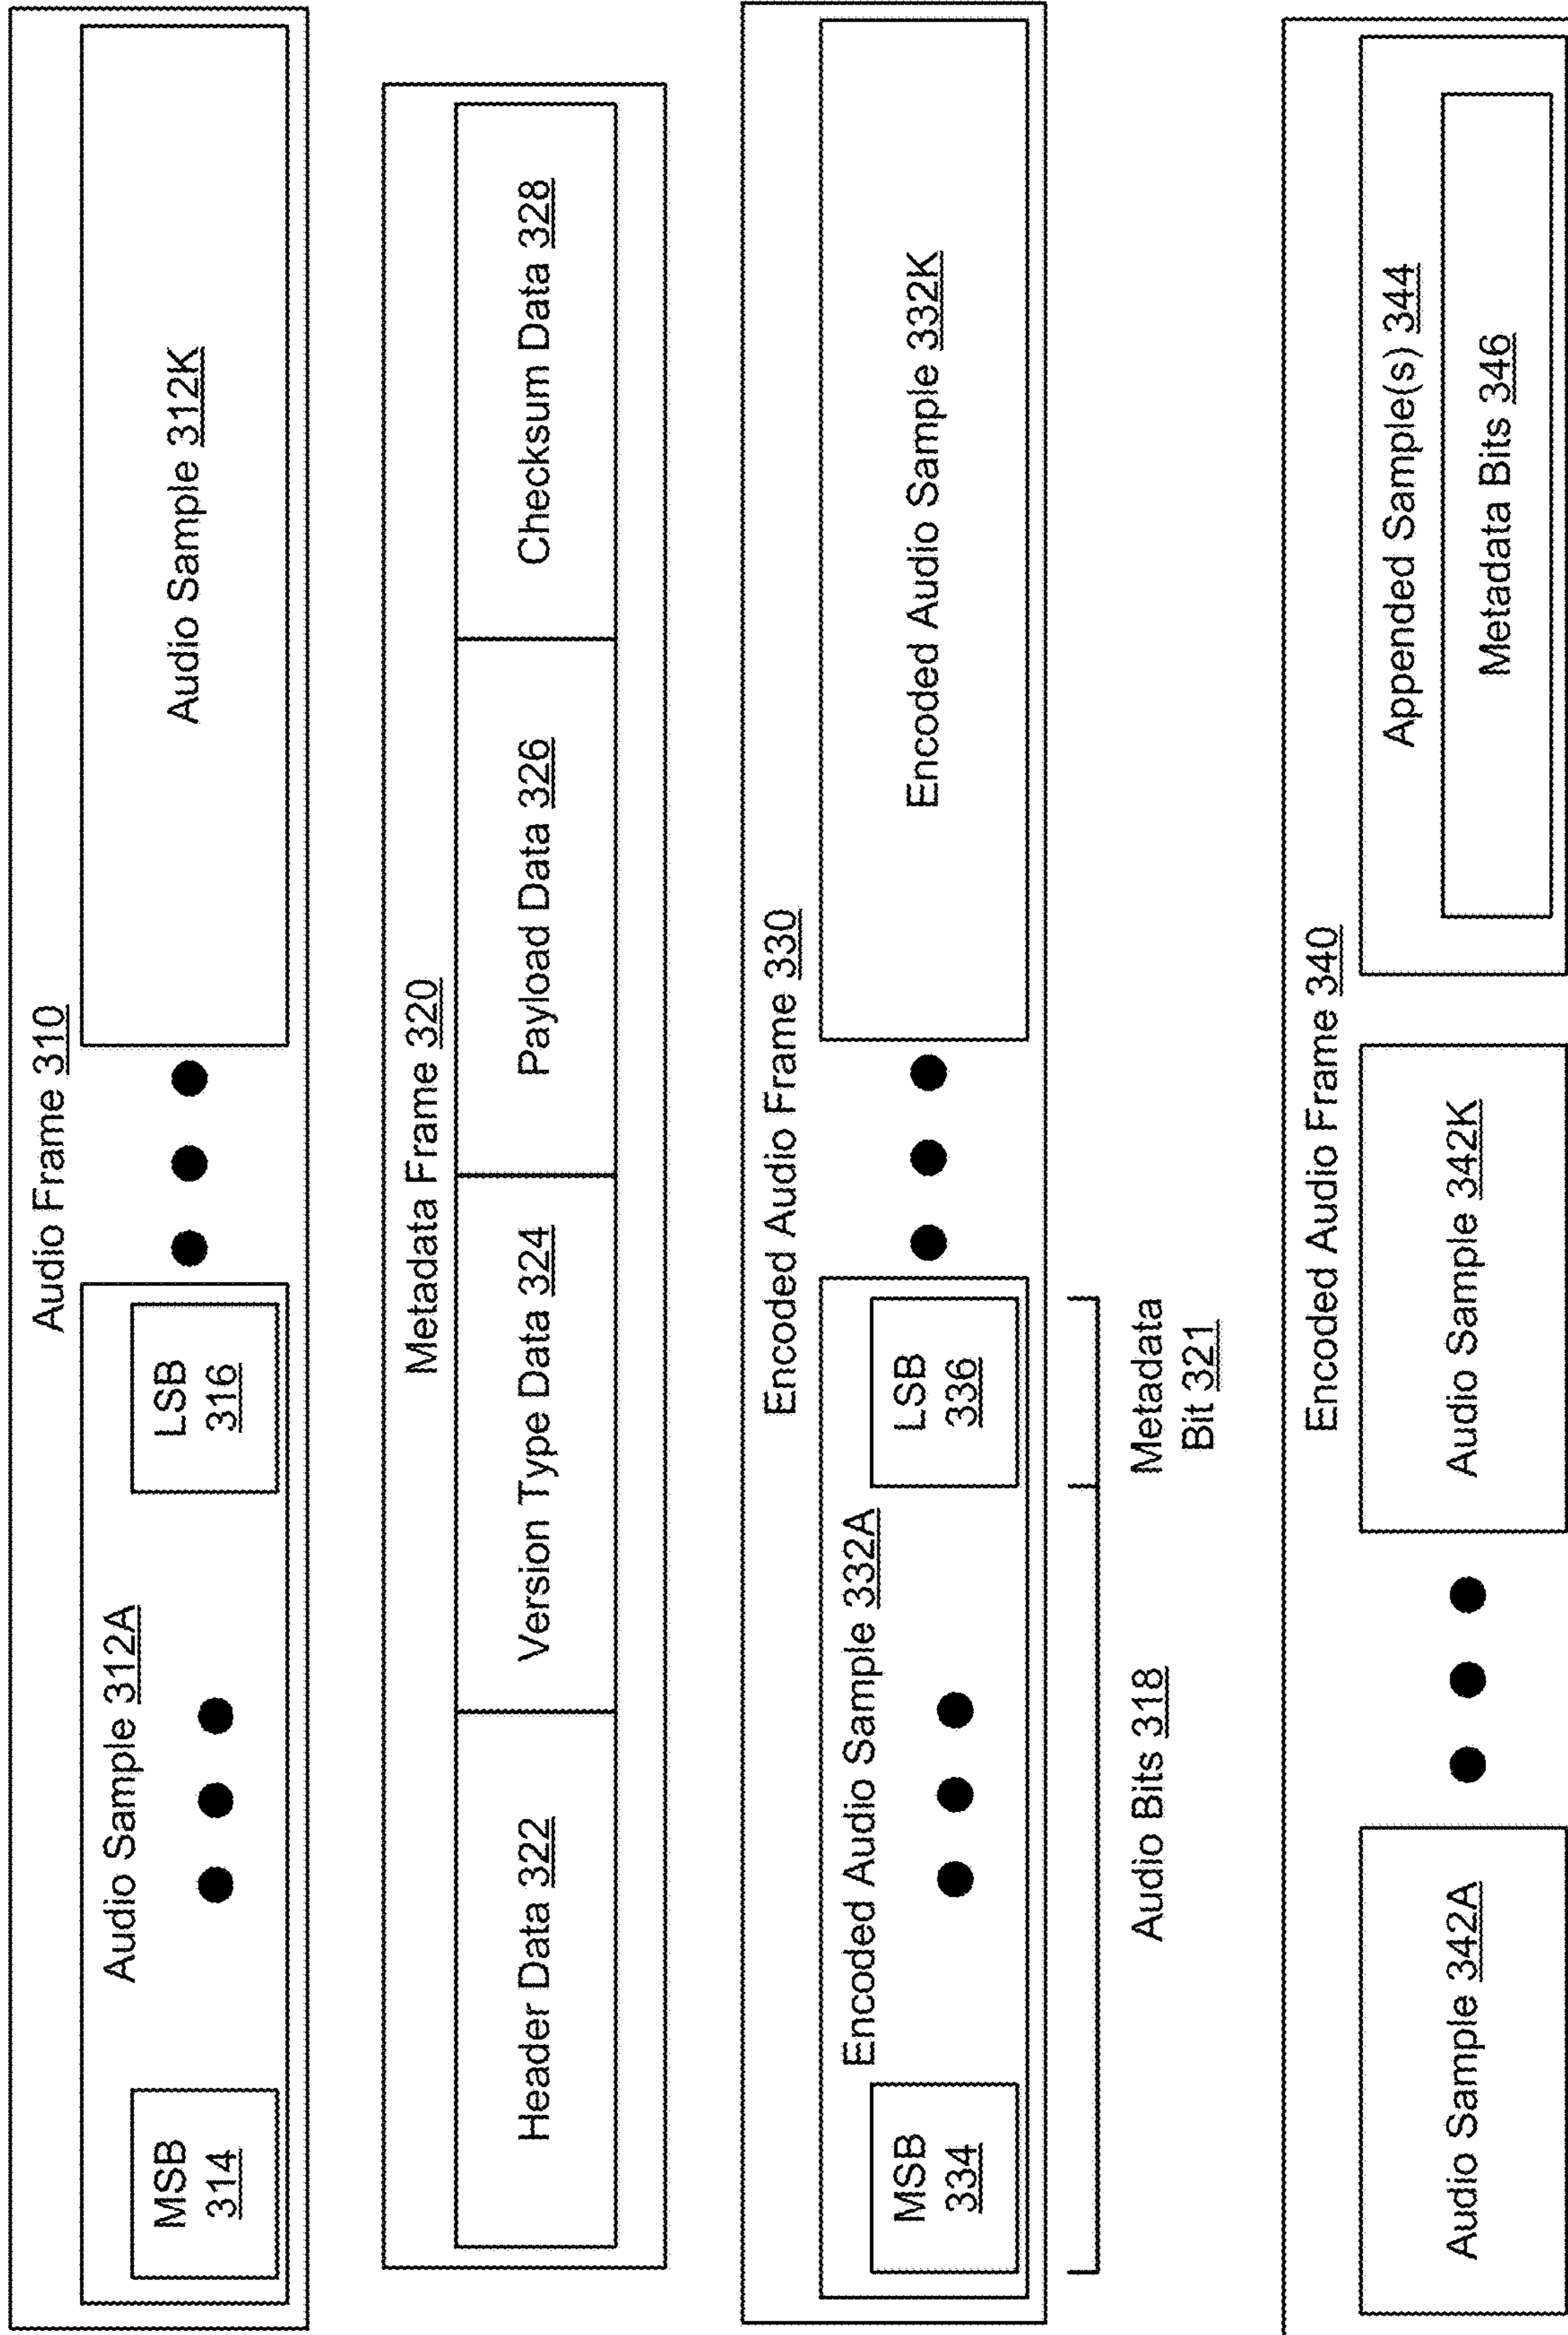 Audio Frame 310
Audio Sample 312A
MSB
314
LSB
316
Audio Sample 312K
Metadata Frame 320
Header Data 322
Version Type Data 324
Payload Data 326
Checksum Data 328
Encoded Audio Frame 330
Encoded Audio Sample 332A
MSB
334
LSB
336
Encoded Audio Sample 332K
Audio Bits 318
Metadata
Bit 321
Encoded Audio Frame 340
Audio Sample 342A
Audio Sample 342K
Appended Sample(s) 344
Metadata Bits 346